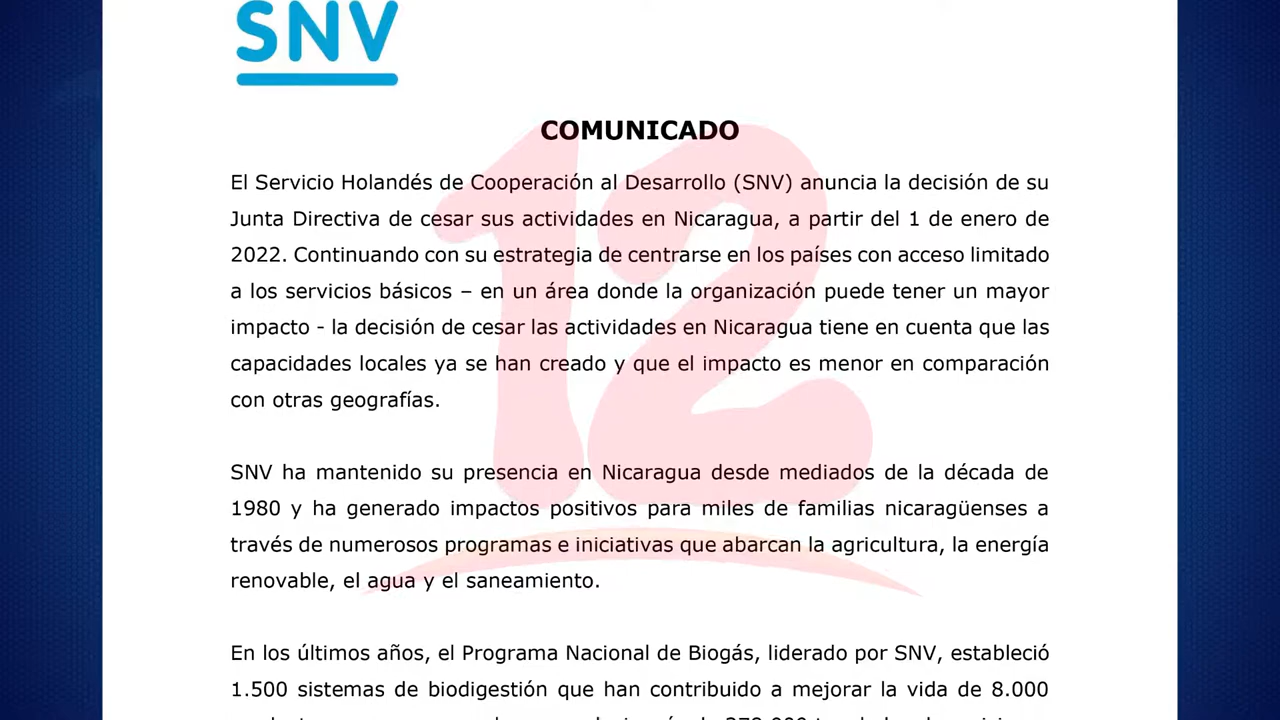 SNV
COMUNICADO
El Servicio Holandés de Cooperación al Desarrollo (SNV) anuncia la decisión de su
Junta Directiva de cesar sus actividades en Nicaragua, a partir del 1 de enero de
2022. Continuando con su estrategia de centrarse en los países con acceso limitado
a los servicios básicos – en un área donde la organización puede tener un mayor
impacto - la decisión de cesar las actividades en Nicaragua tiene en cuenta que las
capacidades locales ya se han creado y que el impacto es menor en comparación
con otras geografías.
SNV ha mantenido su presencia en Nicaragua desde mediados de la década de
1980 y ha generado impactos positivos para miles de familias nicaragüenses a
través de numerosos programas e iniciativas que abarcan la agricultura, la energía
renovable, el agua y el saneamiento.
En los últimos años, el Programa Nacional de Biogás, liderado por SNV, estableció
1.500 sistemas de biodigestión que han contribuido a mejorar la vida de 8.000
12